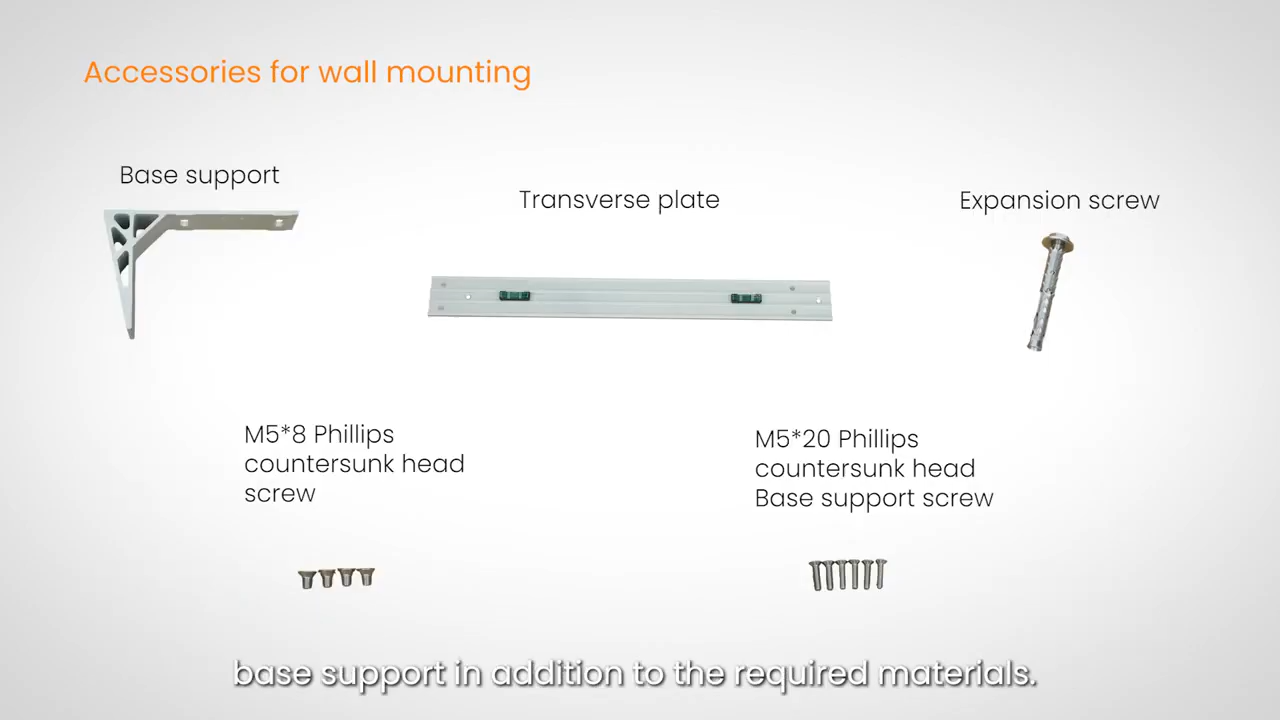 Accessories for wall mounting
Base support
Transverse plate
Expansion screw
M5*8 Phillips
countersunk head
screw
M5*20 Phillips
countersunk head
Base support screw
base support in addition to the required materials.